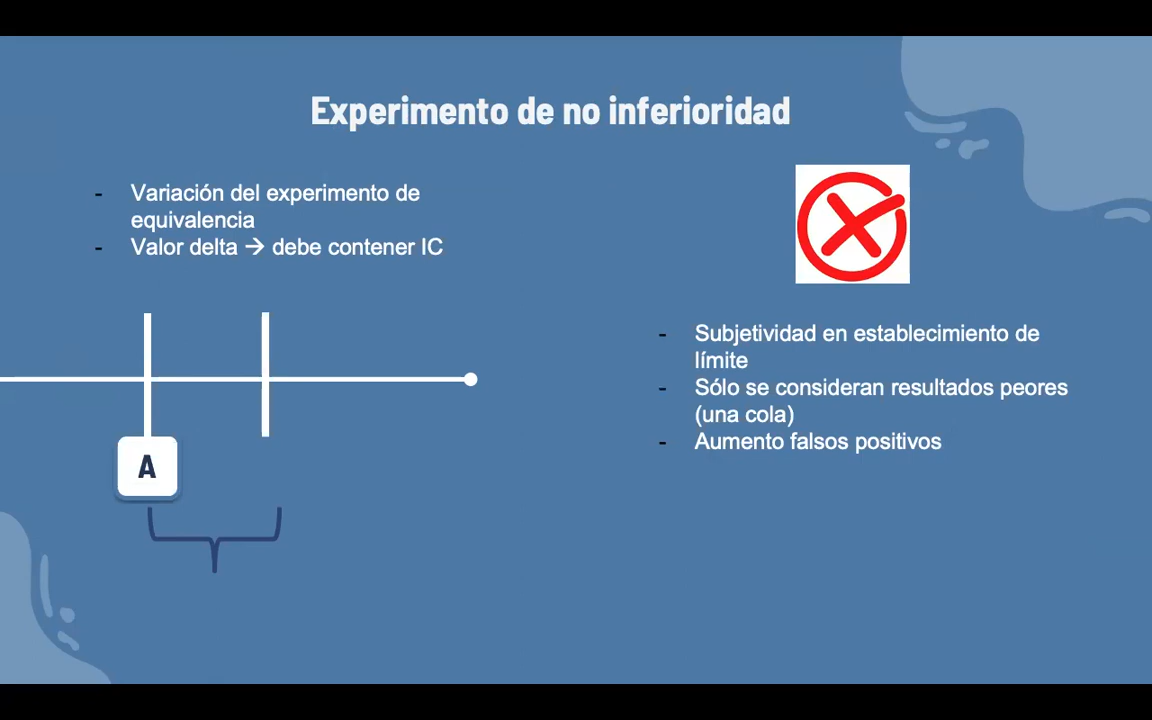 Experimento de no inferioridad
- Variación del experimento de
equivalencia
- Valor delta → debe contener IC
A
- Subjetividad en establecimiento de
límite
- Sólo se consideran resultados peores
(una cola)
- Aumento falsos positivos